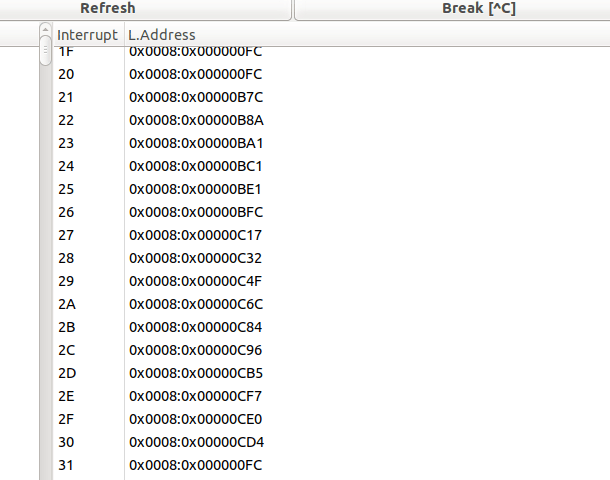 Refresh Break [^C]
Interrupt L.Address
1F 0x0008:0x000000FC
20 0x0008:0x000000FC
21 0x0008:0x00000B7C
22 0x0008:0x00000B8A
23 0x0008:0x00000BA1
24 0x0008:0x00000BC1
25 0x0008:0x00000BE1
26 0x0008:0x00000BFC
27 0x0008:0x00000C17
28 0x0008:0x00000C32
29 0x0008:0x00000C4F
2A 0x0008:0x00000C6C
2B 0x0008:0x00000C84
2C 0x0008:0x00000C96
2D 0x0008:0x00000CB5
2E 0x0008:0x00000CF7
2F 0x0008:0x00000CE0
30 0x0008:0x00000CD4
31 0x0008:0x000000FC